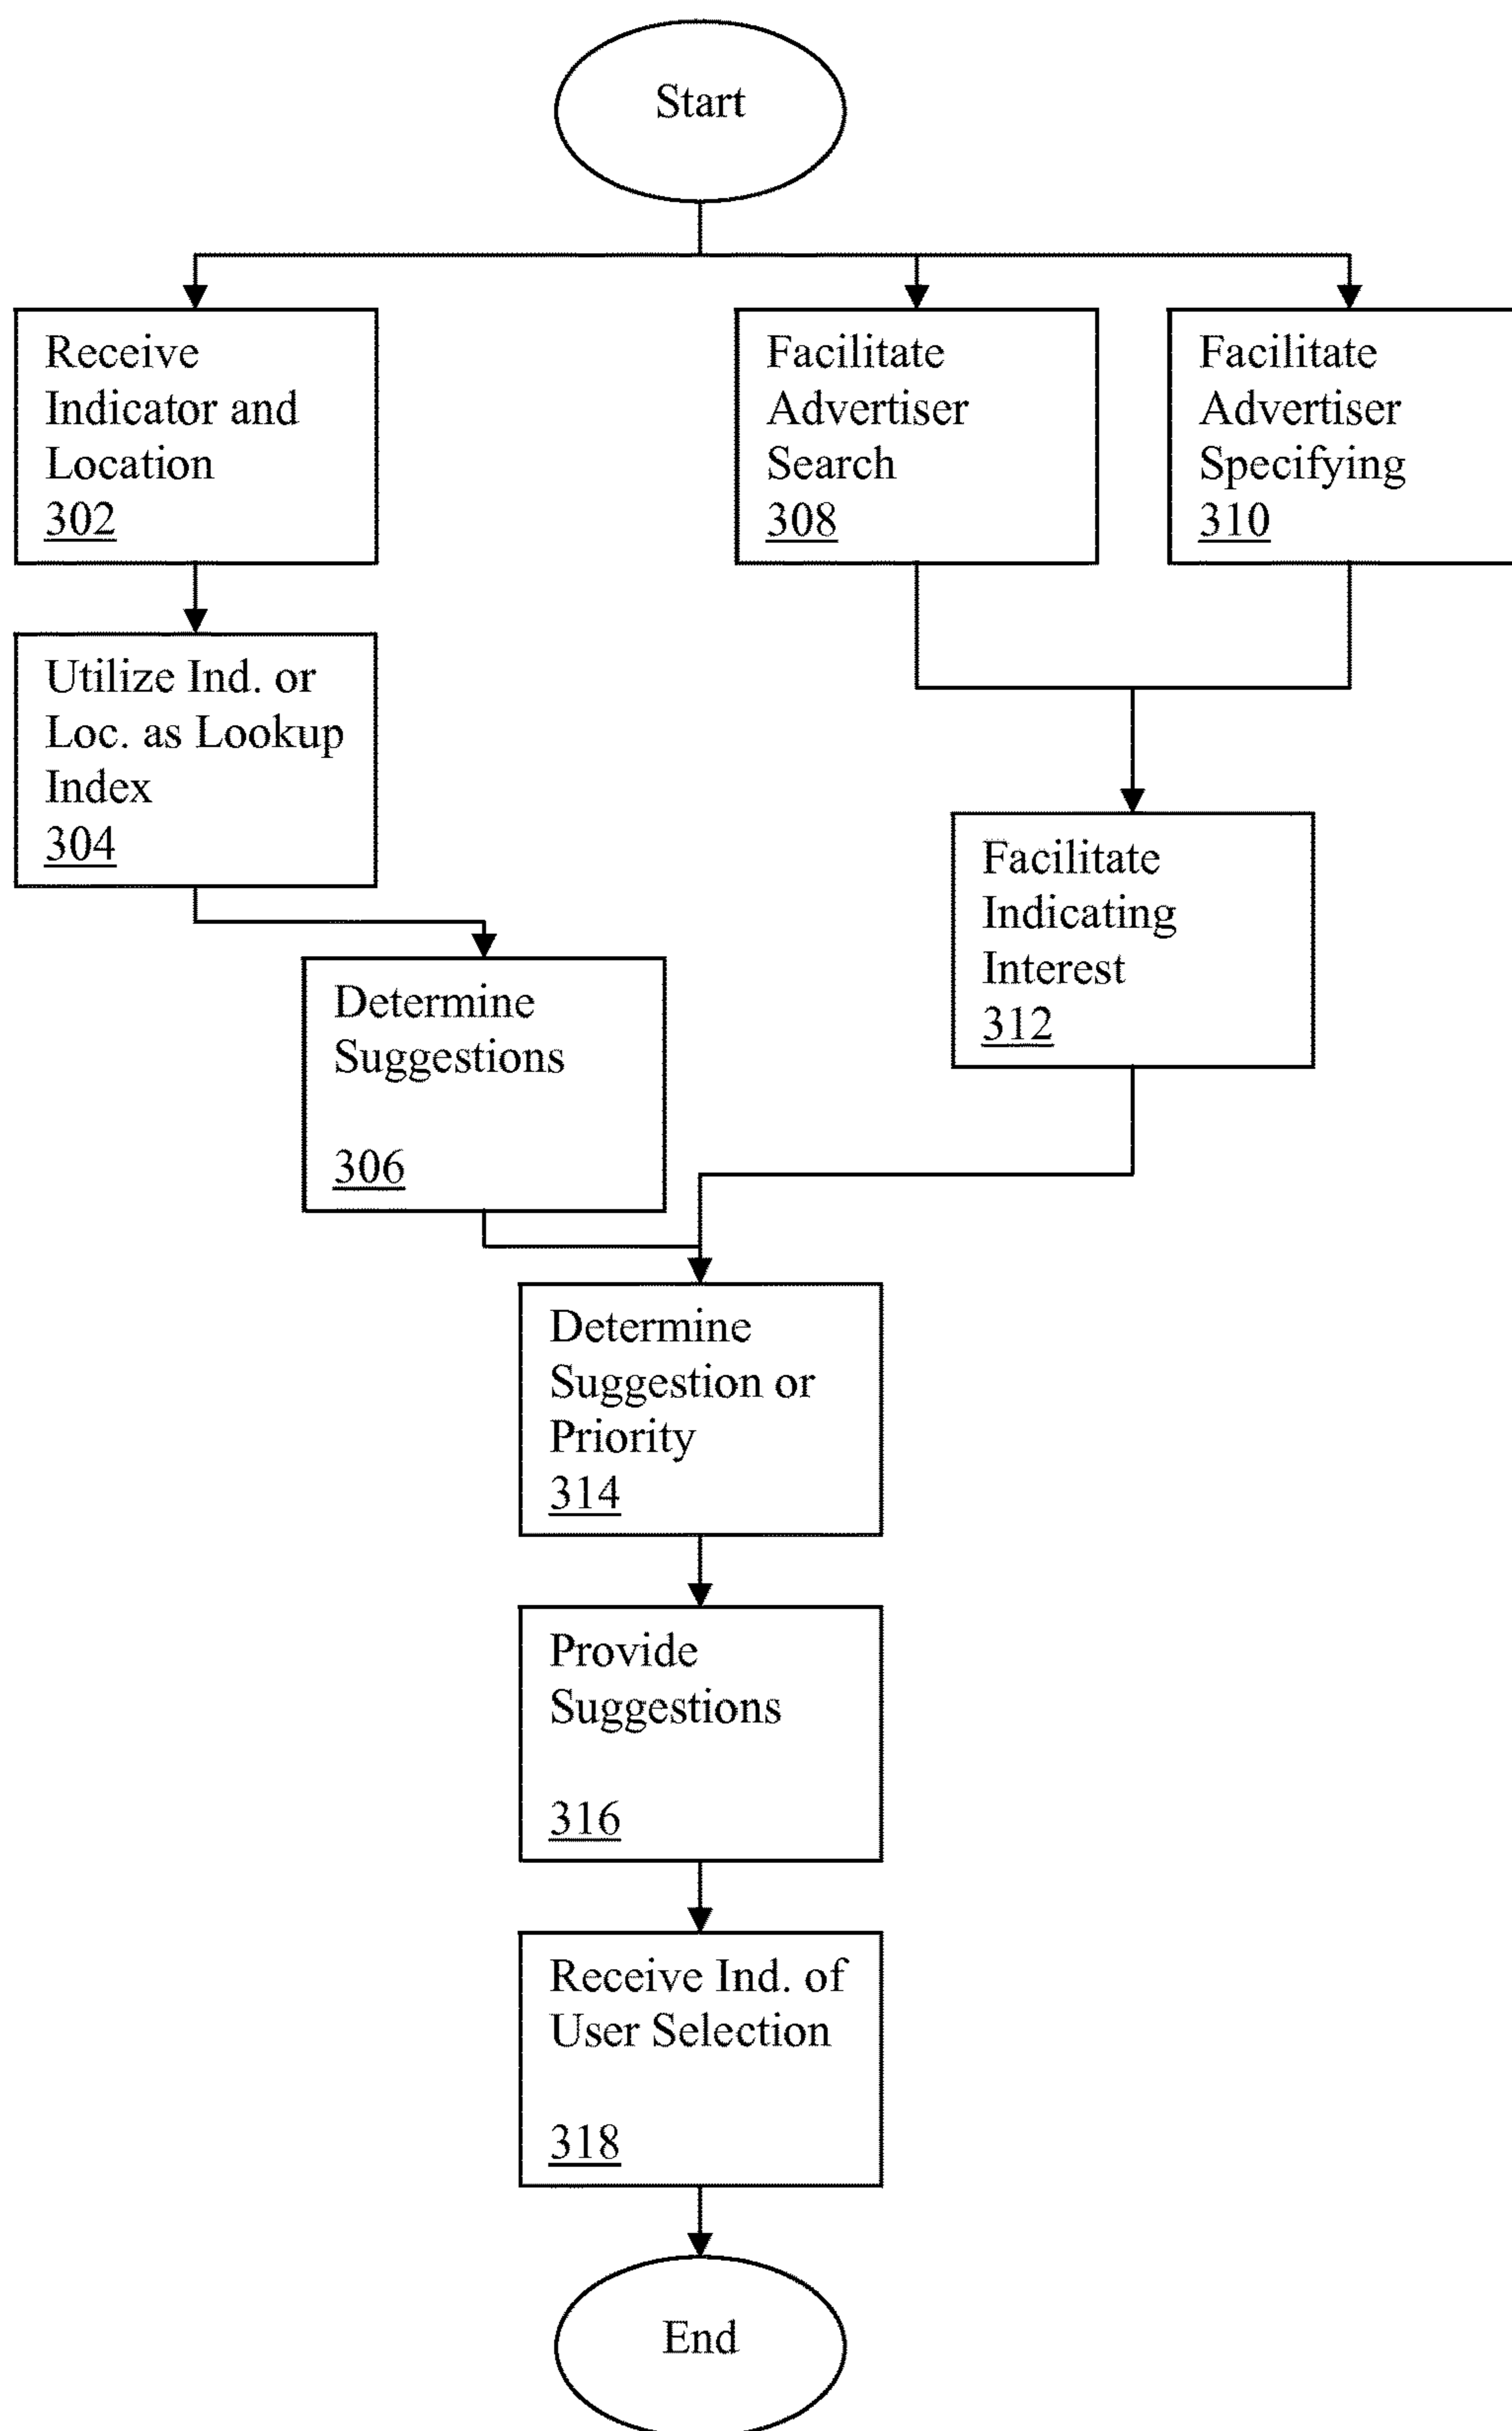 Start
Receive
Indicator and
Location
302
Facilitate
Advertiser
Search
308
Facilitate
Advertiser
Specifying
310
Utilize Ind. or
Loc. as Lookup
Index
304
Facilitate
Indicating
Interest
312
Determine
Suggestions
306
Determine
Suggestion or
Priority
314
Provide
Suggestions
316
Receive Ind. of
User Selection
318
End